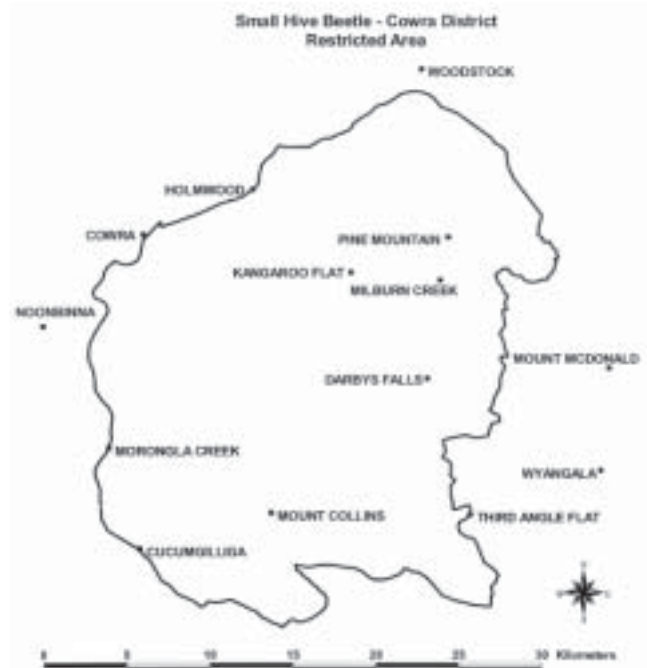 Small Hive Beetle - Cowra District
Restricted Area
WOODSTOCK
HOLMWOOD
COWRA
PINE MOUNTAIN
KANGAROO FLAT
MILBURN CREEK
NOONBINNA
MOUNT MCDONALD
DARBYS FALLS
MORONGLA CREEK
WYANGALA
MOUNT COLLINS
THIRD ANGLE FLAT
CUCUMGILLIGA
0 5 10 15 20 25 30 Kilometers